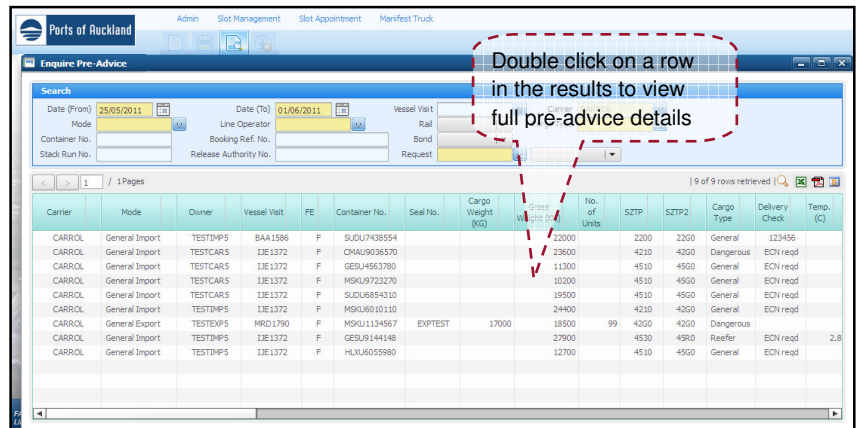 Ports of Auckland
Admin Slot Management Slot Appointment Manifest Truck
Enquire Pre-Advice
Double click on a row
in the results to view
full pre-advice details
Search
Date (From) 25/05/2011 Date (To) 01/06/2011 Vessel Visit Carrier
Mode Line Operator Rail
Container No. Booking Ref. No. Bond
Stack Run No. Release Authority No. Request
< > 1 / 1Pages | 9 of 9 rows retrieved |
Carrier Mode Owner Vessel Visit FE Container No. Seal No. Cargo Weight (KG) Gross Weight (KG) No. of Units SZTP SZTP2 Cargo Type Delivery Check Temp. (C)
CARROL General Import TESTIMP5 BAA1586 F SUDU7438554 22000 2200 22G0 General 123456
CARROL General Import TESTCAR5 IJE1372 F CMAU9036570 23600 4210 42G0 Dangerous ECN reqd
CARROL General Import TESTCAR5 IJE1372 F GESU4563780 11300 4510 45G0 General ECN reqd
CARROL General Import TESTCAR5 IJE1372 F MSKU9723270 10200 4510 45G0 General ECN reqd
CARROL General Import TESTCAR5 IJE1372 F SUDU6854310 19500 4510 45G0 General ECN reqd
CARROL General Import TESTIMP5 IJE1372 F MSKU6010110 24400 4210 42G0 General ECN reqd
CARROL General Export TESTEXP5 MRD1790 F MSKU1134567 EXPTEST 17000 18500 99 42G0 42G0 Dangerous
CARROL General Import TESTIMP5 IJE1372 F GESU9144148 27900 4530 45R0 Reefer ECN reqd 2.8
CARROL General Import TESTIMP5 IJE1372 F HLXU6055980 12700 4510 45G0 General ECN reqd